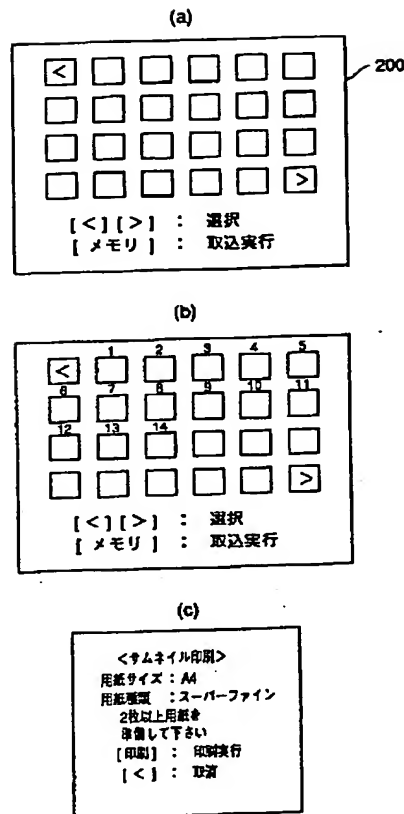 (a)
<
200
>
[<][>] : 選択
[メモリ] : 取込実行
(b)
1 2 3 4 5
<
6 7 8 9 10 11
12 13 14
>
[<][>] : 選択
[メモリ] : 取込実行
(c)
<サムネイル印刷>
用紙サイズ : A4
用紙種類 : スーパーファイン
2枚以上用紙を
準備して下さい
[印刷] : 印刷実行
[<] : 取消